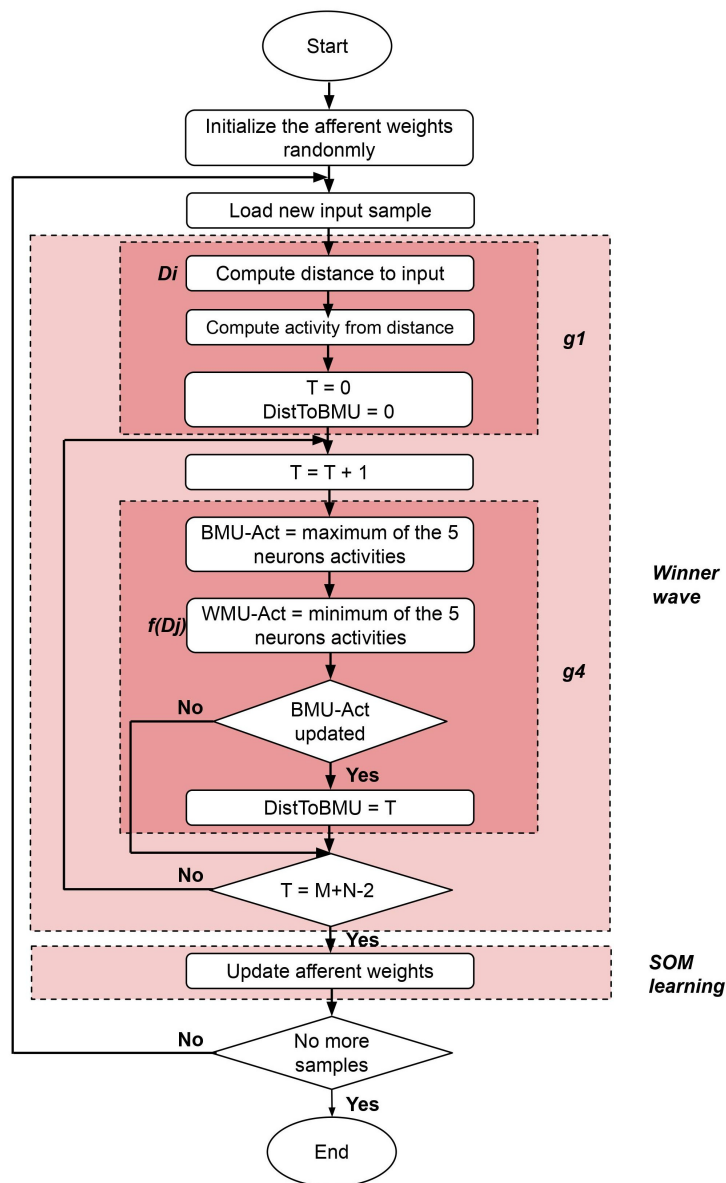 Start
Initialize the afferent weights
randonmly
Load new input sample
Di
Compute distance to input
Compute activity from distance
g1
T = 0
DistToBMU = 0
T = T + 1
BMU-Act = maximum of the 5
neurons activities
Winner
wave
f(Dj)
WMU-Act = minimum of the 5
neurons activities
g4
No
BMU-Act
updated
Yes
DistToBMU = T
No
T = M+N-2
Yes
Update afferent weights
SOM
learning
No
No more
samples
Yes
End